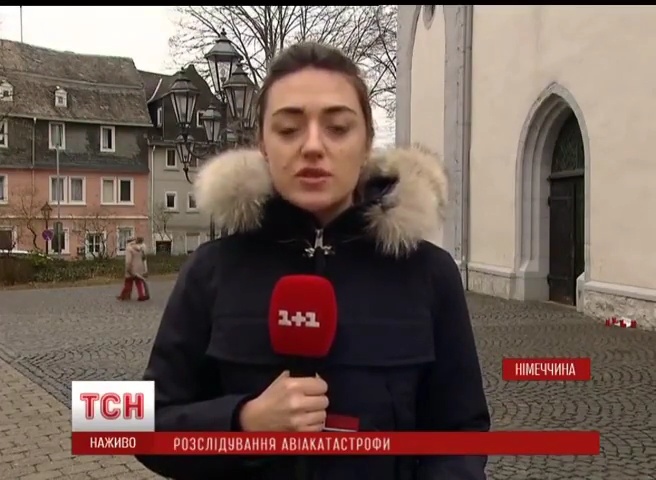 1+1
НІМЕЧЧИНА
ТСН
НАЖИВО
РОЗСЛІДУВАННЯ АВІАКАТАСТРОФИ